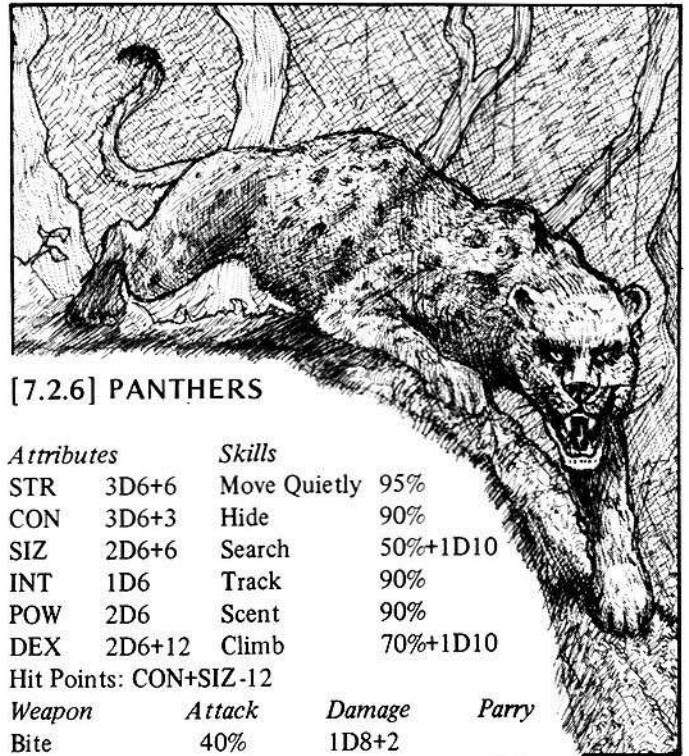 [7.2.6] PANTHERS
Attributes Skills
STR 3D6+6 Move Quietly 95%
CON 3D6+3 Hide 90%
SIZ 2D6+6 Search 50%+1D10
INT 1D6 Track 90%
POW 2D6 Scent 90%
DEX 2D6+12 Climb 70%+1D10
Hit Points: CON+SIZ-12
Weapon Attack Damage Parry
Bite 40% 1D8+2